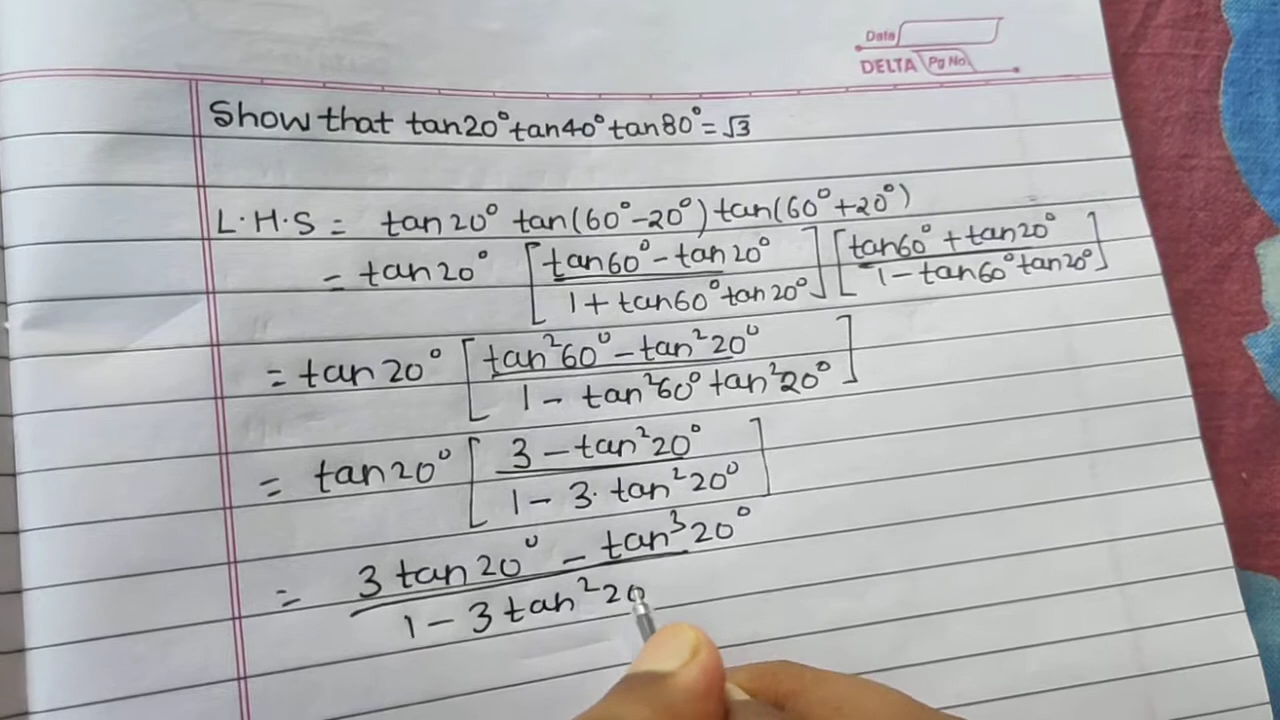 Date
DELTA Pg No
Show that tan20° tan40° tan80° = √3
L.H.S = tan20° tan(60°-20°) tan(60°+20°)
= tan20° [tan60° - tan20° / 1 + tan60° tan20°] [tan60° + tan20° / 1 - tan60° tan20°]
= tan20° [tan²60° - tan²20° / 1 - tan²60° tan²20°]
= tan20° [3 - tan²20° / 1 - 3. tan²20°]
= 3 tan20° - tan³20° / 1 - 3 tan²20